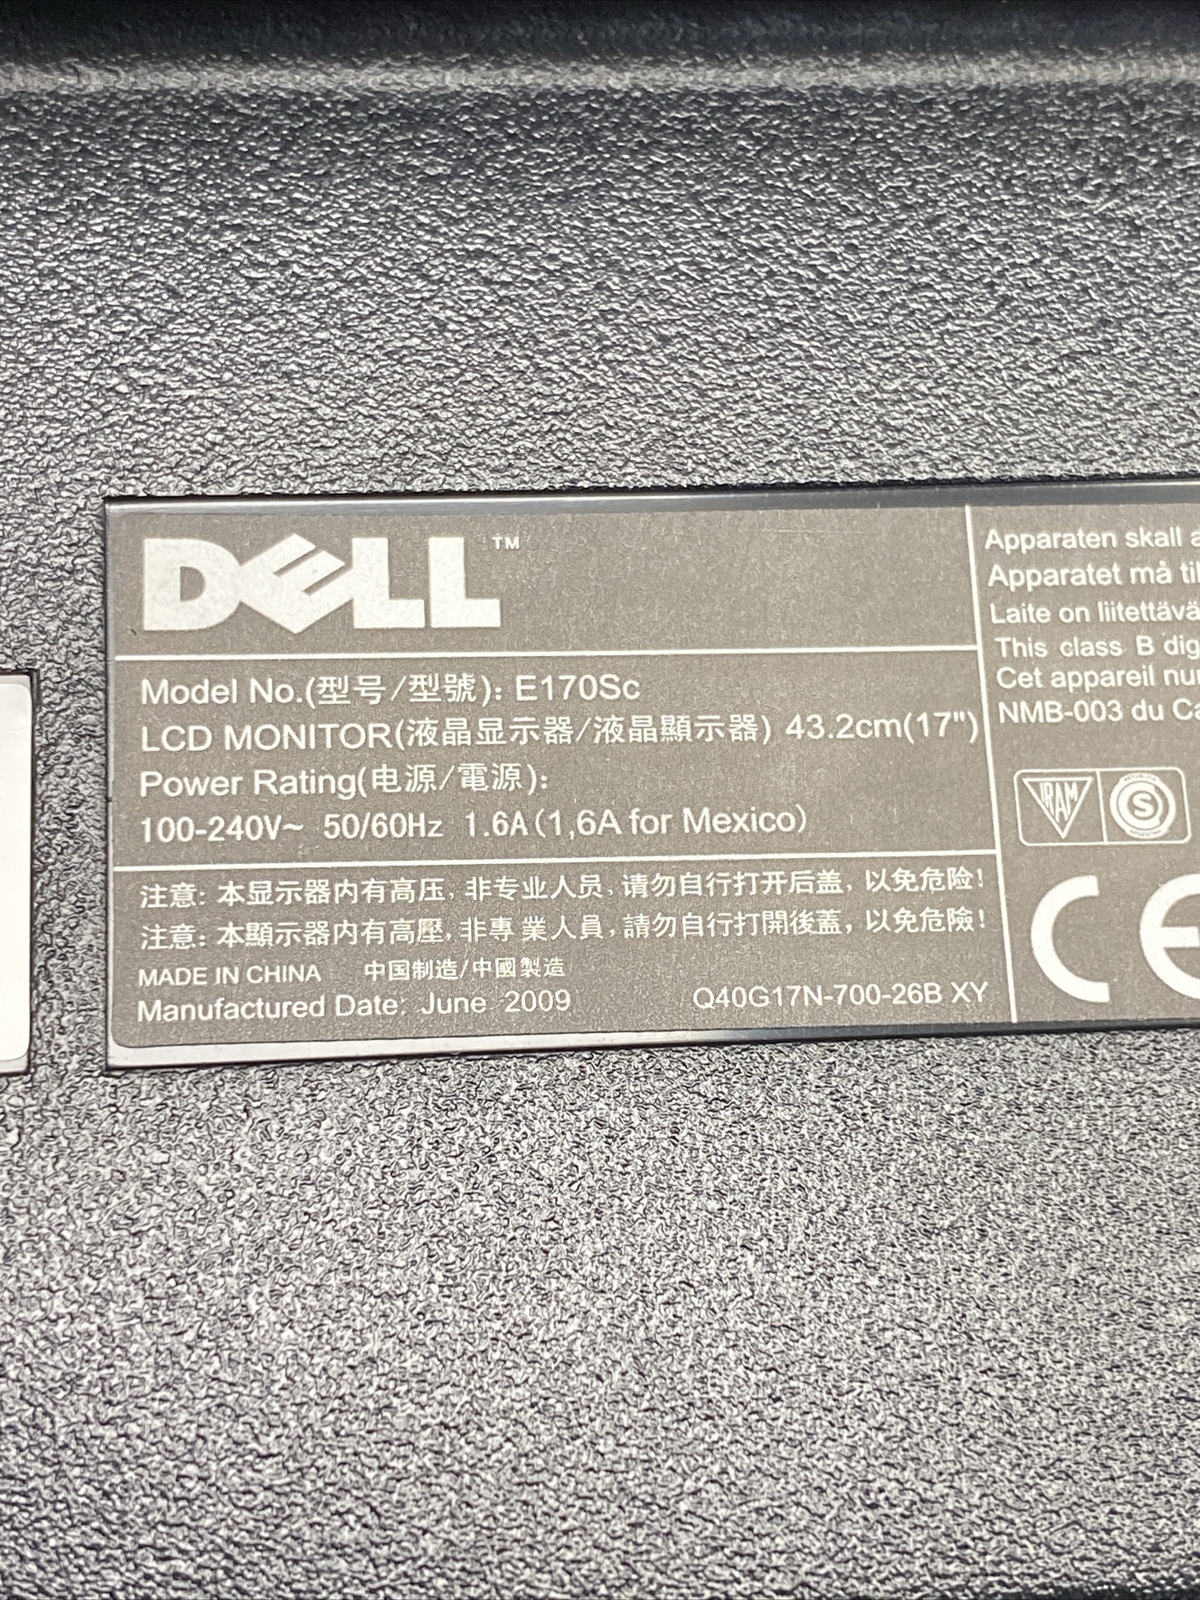 DELL™
Model No.(型号/型號): E170Sc
LCD MONITOR(液晶显示器/液晶顯示器) 43.2cm(17")
Power Rating(电源/電源):
100-240V~ 50/60Hz 1.6A(1,6A for Mexico)
注意: 本显示器内有高压, 非专业人员, 请勿自行打开后盖, 以免危险!
注意: 本顯示器內有高壓, 非專業人員, 請勿自行打開後蓋, 以免危險!
MADE IN CHINA 中国制造/中國製造
Manufactured Date: June 2009 Q40G17N-700-26B XY
Apparaten skall a
Apparatet må til
Laite on liitettävä
This class B dig
Cet appareil nu
NMB-003 du Ca
IRAM S
CE